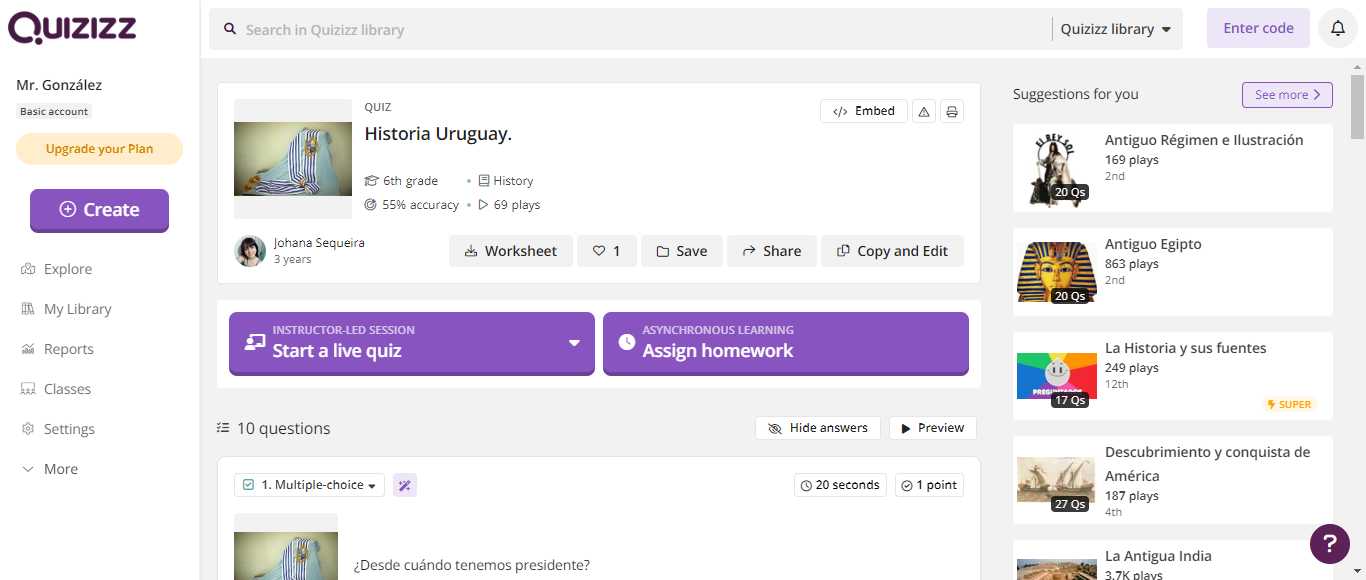 QUIZIZZ
Search in Quizizz library
Quizizz library
Enter code
Mr. González
Basic account
Upgrade your Plan
Create
Explore
My Library
Reports
Classes
Settings
More
QUIZ
Historia Uruguay.
Embed
6th grade • History
55% accuracy • 69 plays
Johana Sequeira
3 years
Worksheet
1
Save
Share
Copy and Edit
INSTRUCTOR-LED SESSION
Start a live quiz
ASYNCHRONOUS LEARNING
Assign homework
10 questions
Hide answers
Preview
1. Multiple-choice
20 seconds
1 point
¿Desde cuándo tenemos presidente?
Suggestions for you
See more
EL REY SOL
20 Qs
Antiguo Régimen e Ilustración
169 plays
2nd
20 Qs
Antiguo Egipto
863 plays
2nd
PREGUNTADOS
17 Qs
La Historia y sus fuentes
249 plays
12th
SUPER
27 Qs
Descubrimiento y conquista de
América
187 plays
4th
La Antigua India
3.7K plays
?